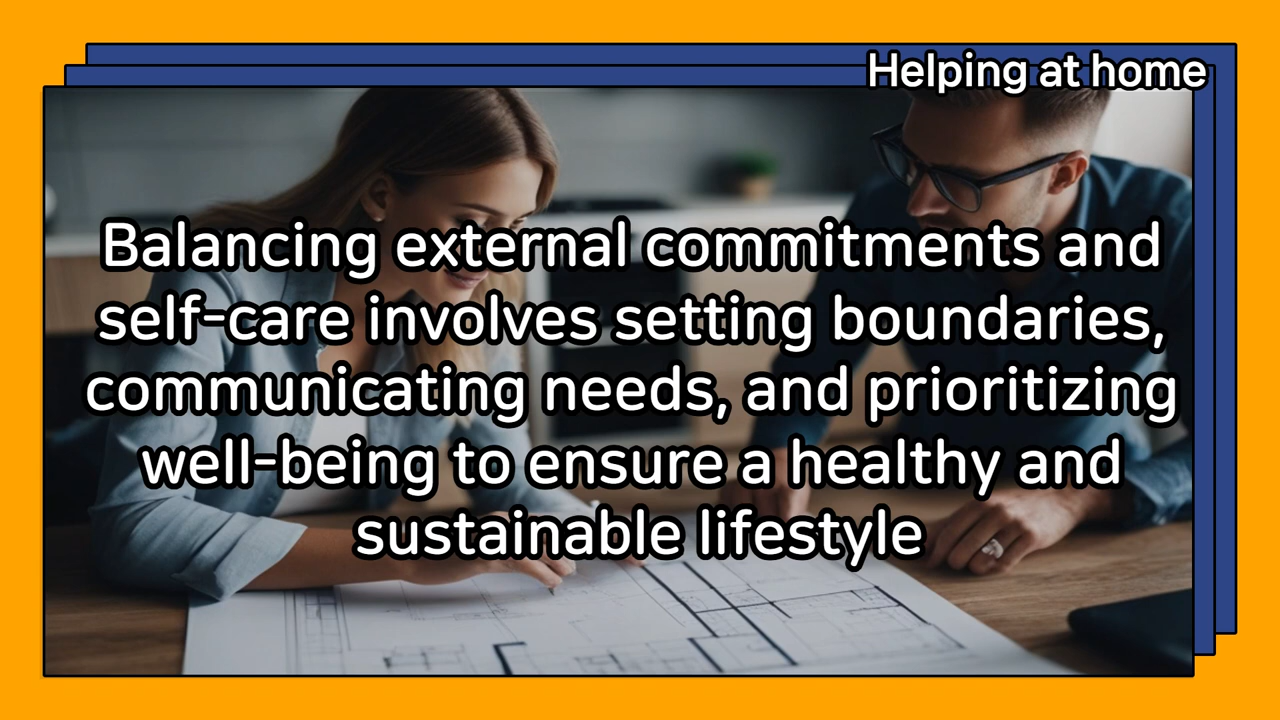 Helping at home
Balancing external commitments and
self-care involves setting boundaries,
communicating needs, and prioritizing
well-being to ensure a healthy and
sustainable lifestyle